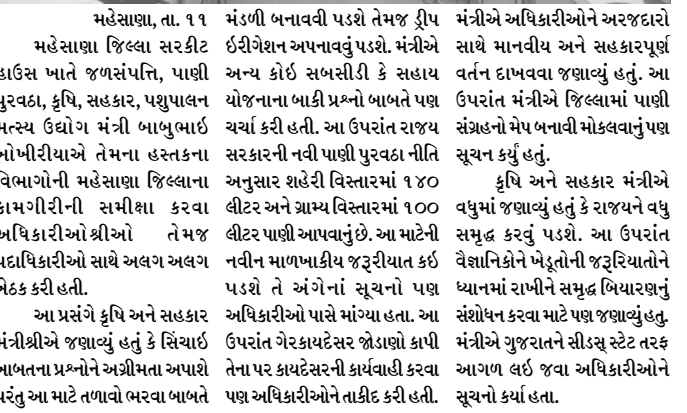 મહેસાણા, તા. ૧૧
મહેસાણા જિલ્લા સરકીટ
હાઉસ ખાતે જળસંપત્તિ, પાણી
પુરવઠા, કૃષિ, સહકાર, પશુપાલન
મત્સ્ય ઉદ્યોગ મંત્રી બાબુભાઇ
બોખીરીયાએ તેમના હસ્તકના
વિભાગોની મહેસાણા જિલ્લાના
કામગીરીની સમીક્ષા કરવા
અધિકારીઓશ્રીઓ તેમજ
પદાધિકારીઓ સાથે અલગ અલગ
બેઠક કરી હતી.
આ પ્રસંગે કૃષિ અને સહકાર
મંત્રીશ્રીએ જણાવ્યું હતું કે સિંચાઇ
બાબતના પ્રશ્નોને અગ્રીમતા અપાશે
પરંતુ આ માટે તળાવો ભરવા બાબતે
મંડળી બનાવવી પડશે તેમજ ડ્રીપ
ઇરીગેશન અપનાવવું પડશે. મંત્રીએ
અન્ય કોઇ સબસીડી કે સહાય
યોજનાના બાકી પ્રશ્નો બાબતે પણ
ચર્ચા કરી હતી. આ ઉપરાંત રાજય
સરકારની નવી પાણી પુરવઠા નીતિ
અનુસાર શહેરી વિસ્તારમાં ૧૪૦
લીટર અને ગ્રામ્ય વિસ્તારમાં ૧૦૦
લીટર પાણી આપવાનું છે. આ માટેની
નવીન માળખાકીય જરૂરીયાત કઇ
પડશે તે અંગેનાં સૂચનો પણ
અધિકારીઓ પાસે માંગ્યા હતા. આ
ઉપરાંત ગેરકાયદેસર જોડાણો કાપી
તેના પર કાયદેસરની કાર્યવાહી કરવા
પણ અધિકારીઓને તાકીદ કરી હતી.
મંત્રીએ અધિકારીઓને અરજદારો
સાથે માનવીય અને સહકારપૂર્ણ
વર્તન દાખવવા જણાવ્યું હતું. આ
ઉપરાંત મંત્રીએ જિલ્લામાં પાણી
સંગ્રહનો મેપ બનાવી મોકલવાનું પણ
સૂચન કર્યું હતું.
કૃષિ અને સહકાર મંત્રીએ
વધુમાં જણાવ્યું હતું કે રાજયને વધુ
સમૃદ્ધ કરવું પડશે. આ ઉપરાંત
વૈજ્ઞાનિકોને ખેડૂતોની જરૂરિયાતોને
ધ્યાનમાં રાખીને સમૃદ્ધ બિયારણનું
સંશોધન કરવા માટે પણ જણાવ્યું હતુ.
મંત્રીએ ગુજરાતને સીડસ્ સ્ટેટ તરફ
આગળ લઇ જવા અધિકારીઓને
સૂચનો કર્યા હતા.